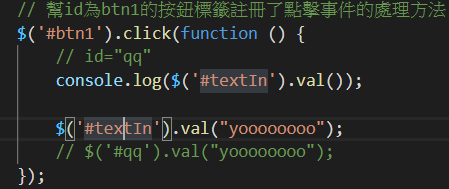 // 幫id為btn1的按鈕標籤註冊了點擊事件的處理方法
$('#btn1').click(function () {
// id="qq"
console.log($('#textIn').val());
$('#textIn').val("yoooooooo");
// $('#qq').val("yoooooooo");
});